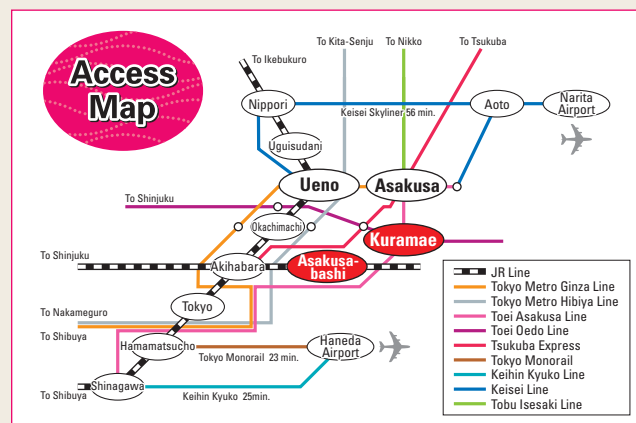 Access
Map
To Ikebukuro
To Kita-Senju
To Nikko
To Tsukuba
Nippori
Keisei Skyliner 56 min.
Aoto
Narita
Airport
Uguisudani
Ueno
Asakusa
To Shinjuku
Okachimachi
Kuramae
To Shinjuku
Akihabara
Asakusa-
bashi
Tokyo
To Nakameguro
To Shibuya
Hamamatsucho
Tokyo Monorail 23 min.
Haneda
Airport
To Shibuya
Shinagawa
Keihin Kyuko 25min.
JR Line
Tokyo Metro Ginza Line
Tokyo Metro Hibiya Line
Toei Asakusa Line
Toei Oedo Line
Tsukuba Express
Tokyo Monorail
Keihin Kyuko Line
Keisei Line
Tobu Isesaki Line